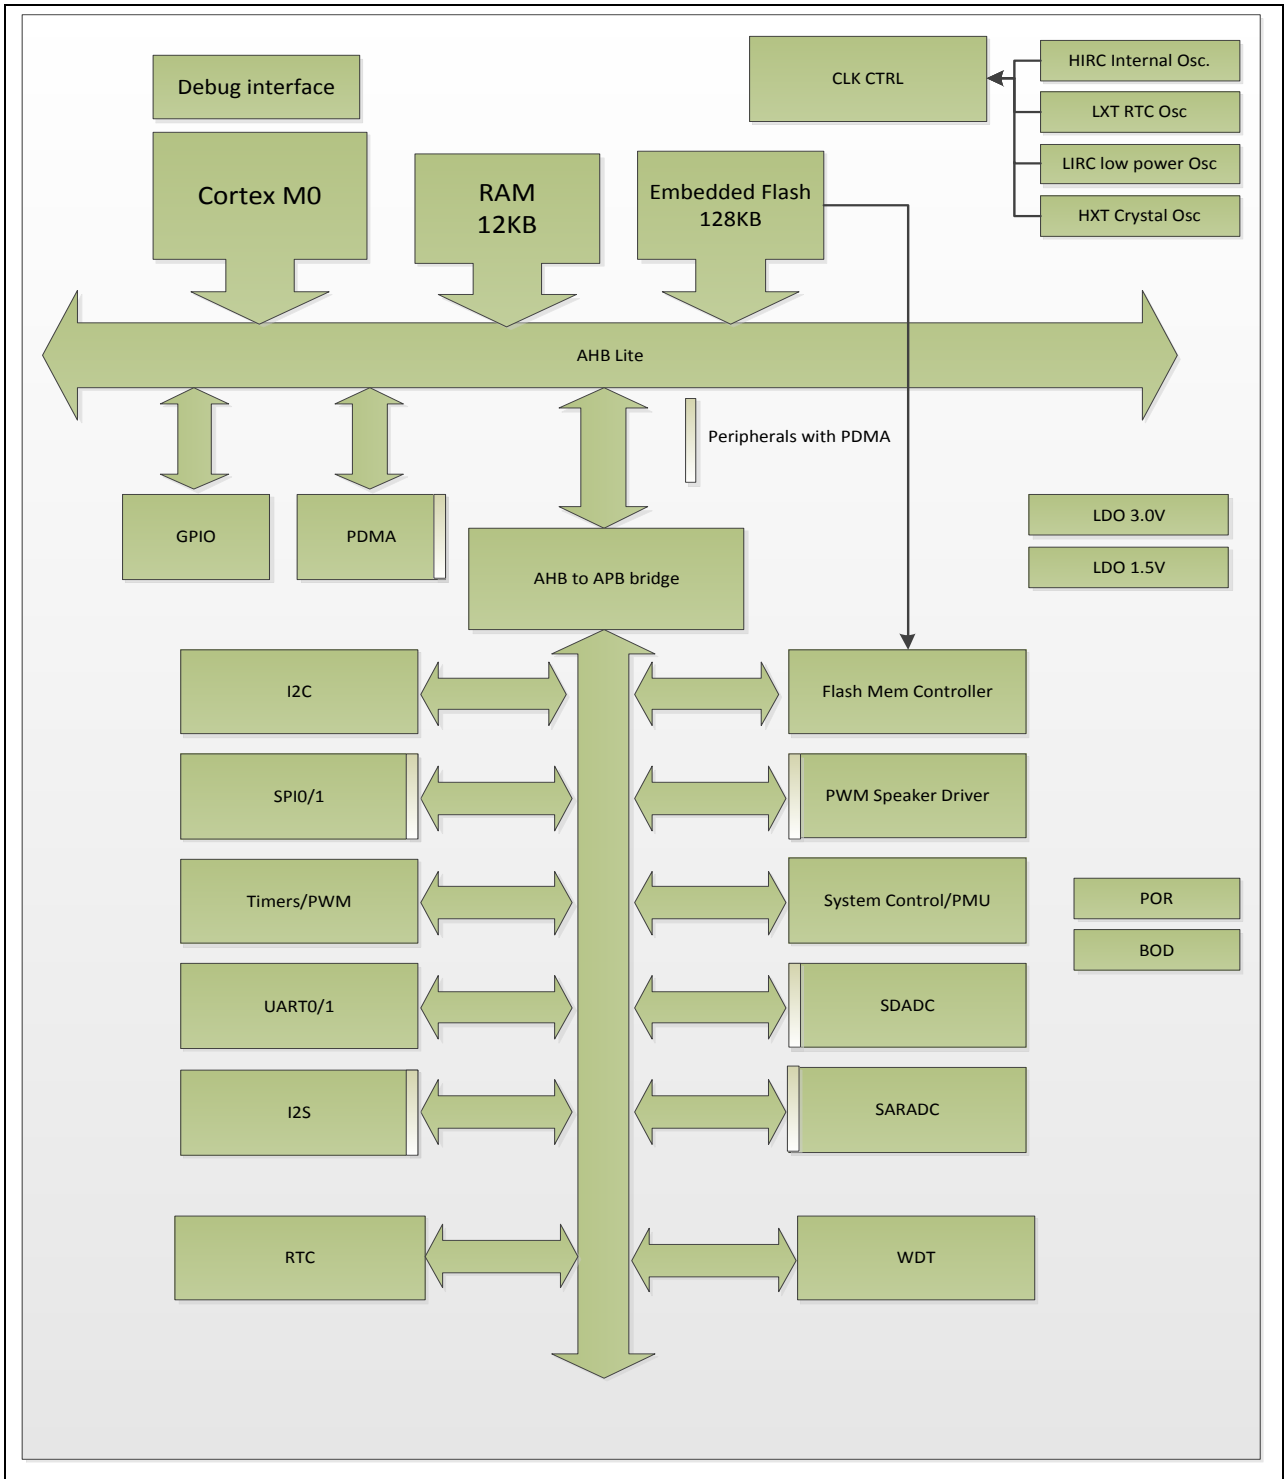 Debug interface
CLK CTRL
HIRC Internal Osc.
LXT RTC Osc
LIRC low power Osc
HXT Crystal Osc
Cortex M0
RAM
12KB
Embedded Flash
128KB
AHB Lite
Peripherals with PDMA
GPIO
PDMA
AHB to APB bridge
LDO 3.0V
LDO 1.5V
I2C
Flash Mem Controller
SPI0/1
PWM Speaker Driver
Timers/PWM
System Control/PMU
POR
BOD
UART0/1
SDADC
I2S
SARADC
RTC
WDT